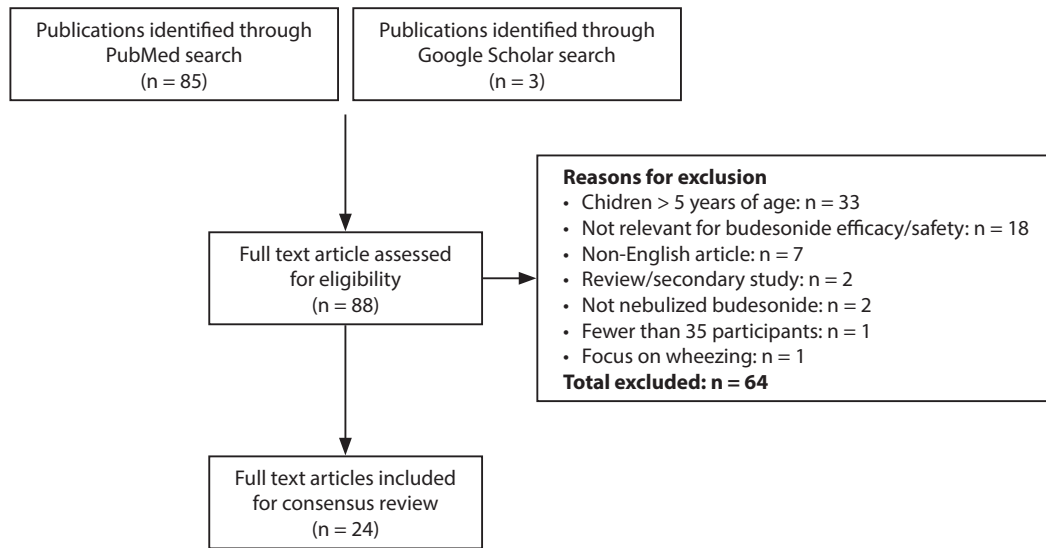 Publications identified through
PubMed search
(n = 85)
Publications identified through
Google Scholar search
(n = 3)
Full text article assessed
for eligibility
(n = 88)
Reasons for exclusion
• Chidren > 5 years of age: n = 33
• Not relevant for budesonide efficacy/safety: n = 18
• Non-English article: n = 7
• Review/secondary study: n = 2
• Not nebulized budesonide: n = 2
• Fewer than 35 participants: n = 1
• Focus on wheezing: n = 1
Total excluded: n = 64
Full text articles included
for consensus review
(n = 24)